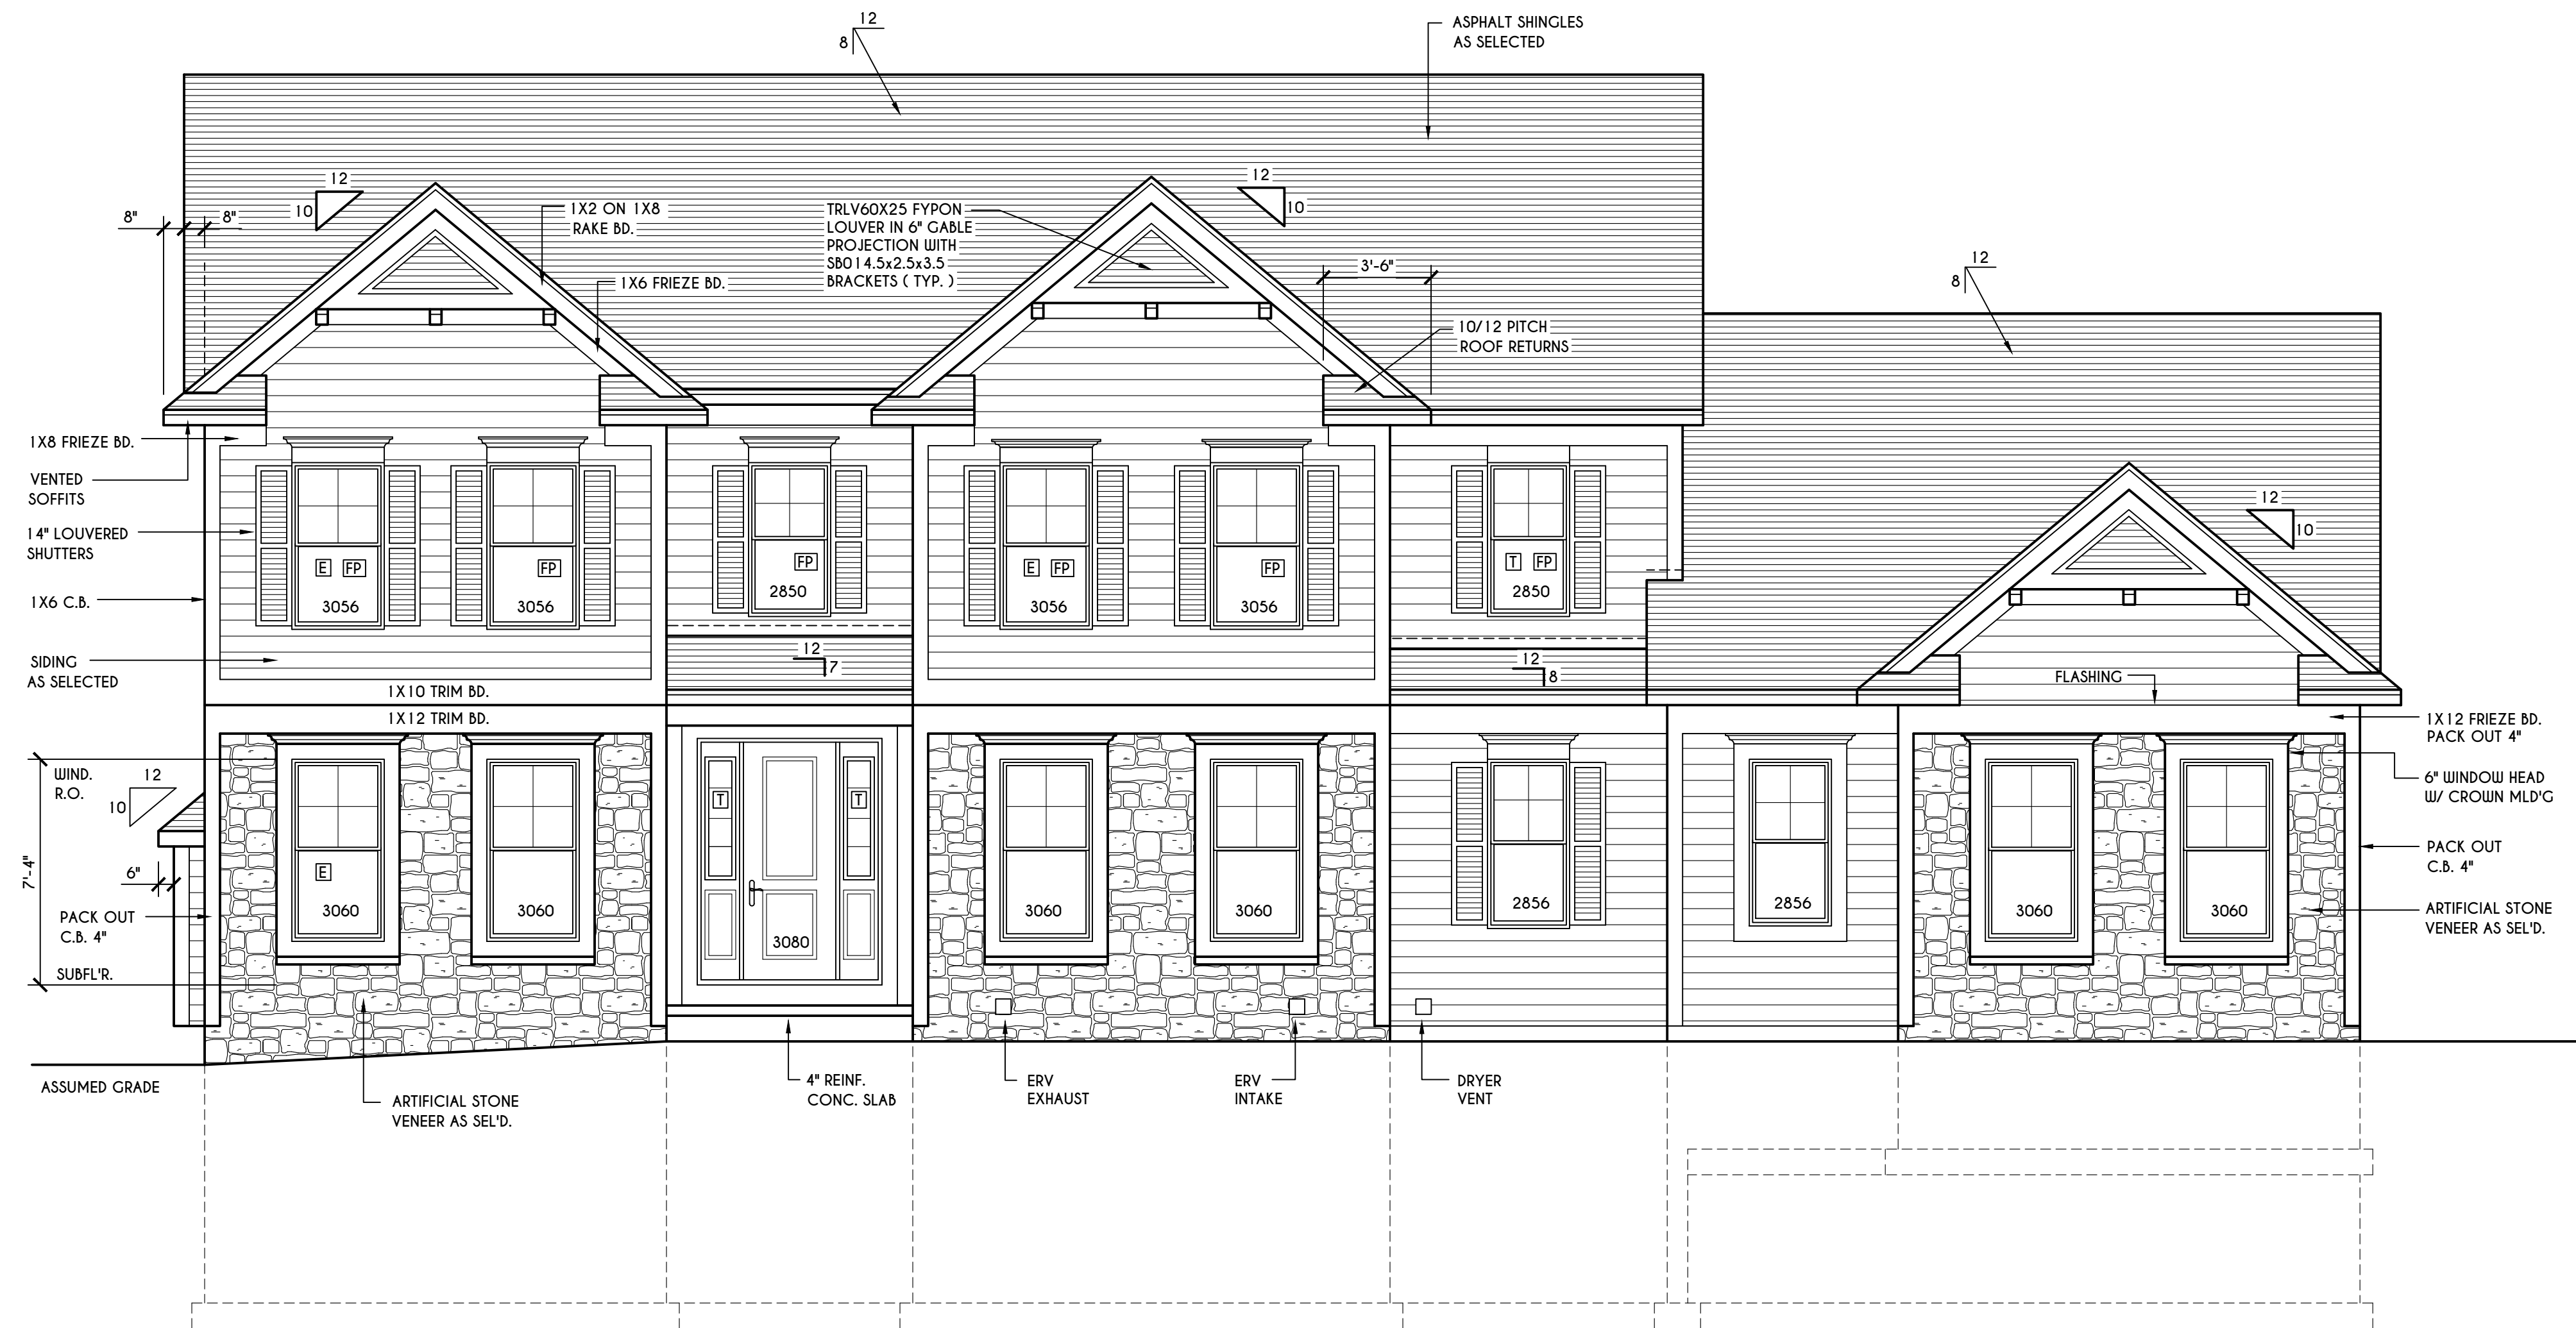 12
8
ASPHALT SHINGLES
AS SELECTED
12
10
8"
8"
1X2 ON 1X8
RAKE BD.
TRLV60X25 FYPON
LOUVER IN 6" GABLE
PROJECTION WITH
SB014.5x2.5x3.5
BRACKETS ( TYP. )
12
10
1X6 FRIEZE BD.
3'-6"
12
8
10/12 PITCH
ROOF RETURNS
1X8 FRIEZE BD.
VENTED
SOFFITS
14" LOUVERED
SHUTTERS
12
10
E FP
3056
FP
3056
FP
2850
E FP
3056
FP
3056
T FP
2850
1X6 C.B.
SIDING
AS SELECTED
12
7
12
8
FLASHING
1X10 TRIM BD.
1X12 TRIM BD.
1X12 FRIEZE BD.
PACK OUT 4"
WIND.
R.O.
12
10
6" WINDOW HEAD
W/ CROWN MLD'G
T
T
7'-4"
6"
E
PACK OUT
C.B. 4"
3060
3060
3080
3060
3060
2856
2856
3060
3060
PACK OUT
C.B. 4"
ARTIFICIAL STONE
VENEER AS SEL'D.
SUBFL'R.
ASSUMED GRADE
ARTIFICIAL STONE
VENEER AS SEL'D.
4" REINF.
CONC. SLAB
ERV
EXHAUST
ERV
INTAKE
DRYER
VENT